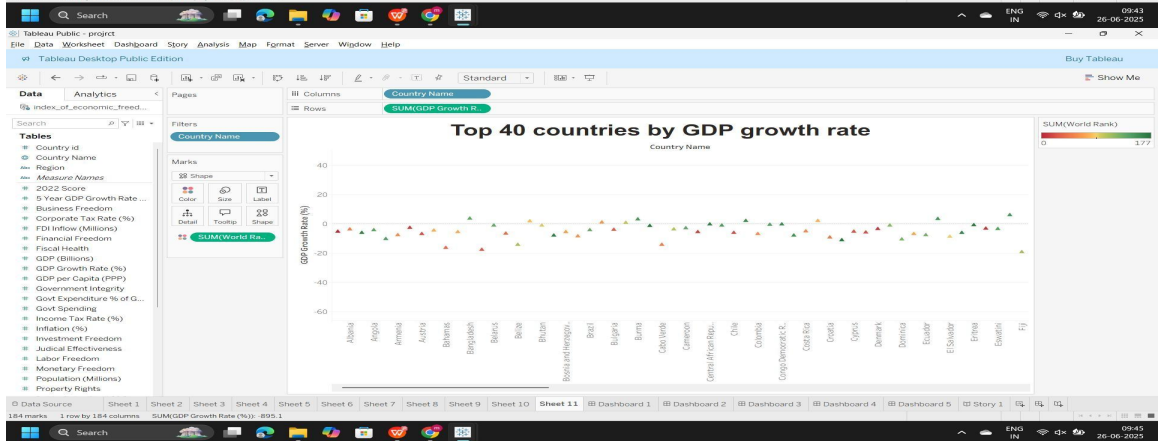 Search
ENG
IN
09:43
26-06-2025
Tableau Public - projrct
File Data Worksheet Dashboard Story Analysis Map Format Server Window Help
Tableau Desktop Public Edition
Buy Tableau
Standard
Show Me
Data Analytics
index_of_economic_freed...
Search
Tables
Country id
Country Name
Abc Region
Abc Measure Names
2022 Score
5 Year GDP Growth Rate ...
Business Freedom
Corporate Tax Rate (%)
FDI Inflow (Millions)
Financial Freedom
Fiscal Health
GDP (Billions)
GDP Growth Rate (%)
GDP per Capita (PPP)
Government Integrity
Govt Expenditure % of G...
Govt Spending
Income Tax Rate (%)
Inflation (%)
Investment Freedom
Judical Effectiveness
Labor Freedom
Monetary Freedom
Population (Millions)
Property Rights
Pages
Filters
Country Name
Marks
Shape
Color Size Label
Detail Tooltip Shape
SUM(World Ra..
Columns Country Name
Rows SUM(GDP Growth R..
Top 40 countries by GDP growth rate
Country Name
GDP Growth Rate (%)
40
20
0
-20
-40
-60
Albania
Angola
Armenia
Austria
Bahamas
Bangladesh
Belarus
Belize
Bhutan
Bosnia and Herzegov..
Brazil
Bulgaria
Burma
Cabo Verde
Cameroon
Central African Repu..
Chile
Colombia
Congo Democratic R..
Costa Rica
Croatia
Cyprus
Denmark
Dominica
Ecuador
El Salvador
Eritrea
Eswatini
Fiji
SUM(World Rank)
0 177
Data Source Sheet 1 Sheet 2 Sheet 3 Sheet 4 Sheet 5 Sheet 6 Sheet 7 Sheet 8 Sheet 9 Sheet 10 Sheet 11 Dashboard 1 Dashboard 2 Dashboard 3 Dashboard 4 Dashboard 5 Story 1
184 marks 1 row by 184 columns SUM(GDP Growth Rate (%)): -895.1
Search
ENG
IN
09:45
26-06-2025